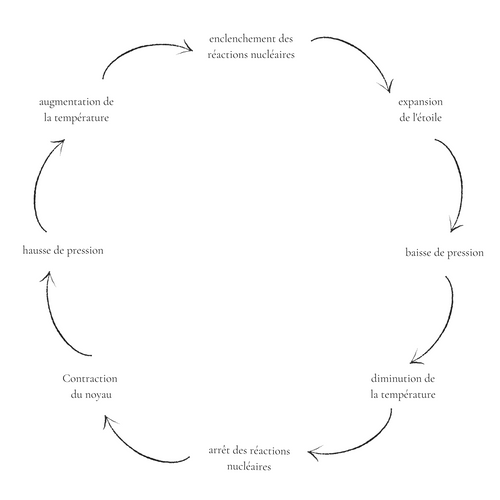 enclenchement des
réactions nucléaires
expansion
de l'étoile
baisse de pression
diminution de
la température
arrêt des réactions
nucléaires
Contraction
du noyau
hausse de pression
augmentation de
la température